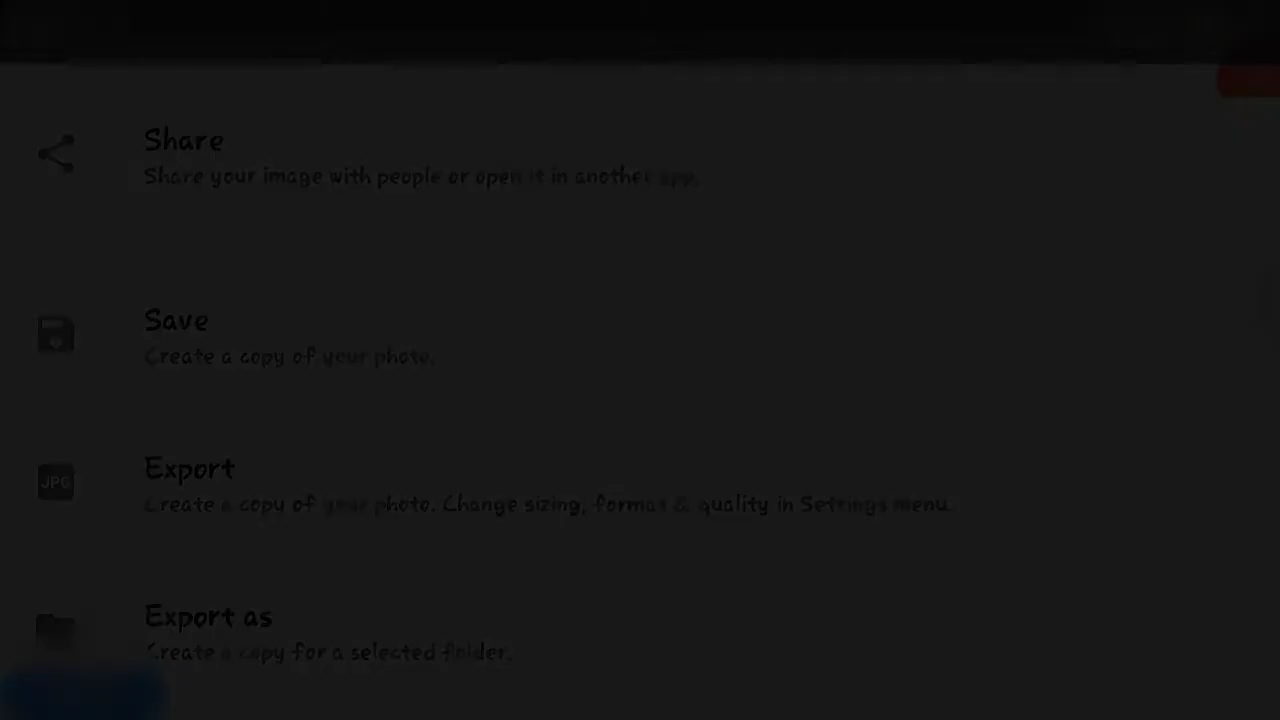 Share
Share your image with people or open it in another app.
Save
Create a copy of your photo.
Export
JPG
Create a copy of your photo. Change sizing, format & quality in Settings menu.
Export as
Create a copy for a selected folder.